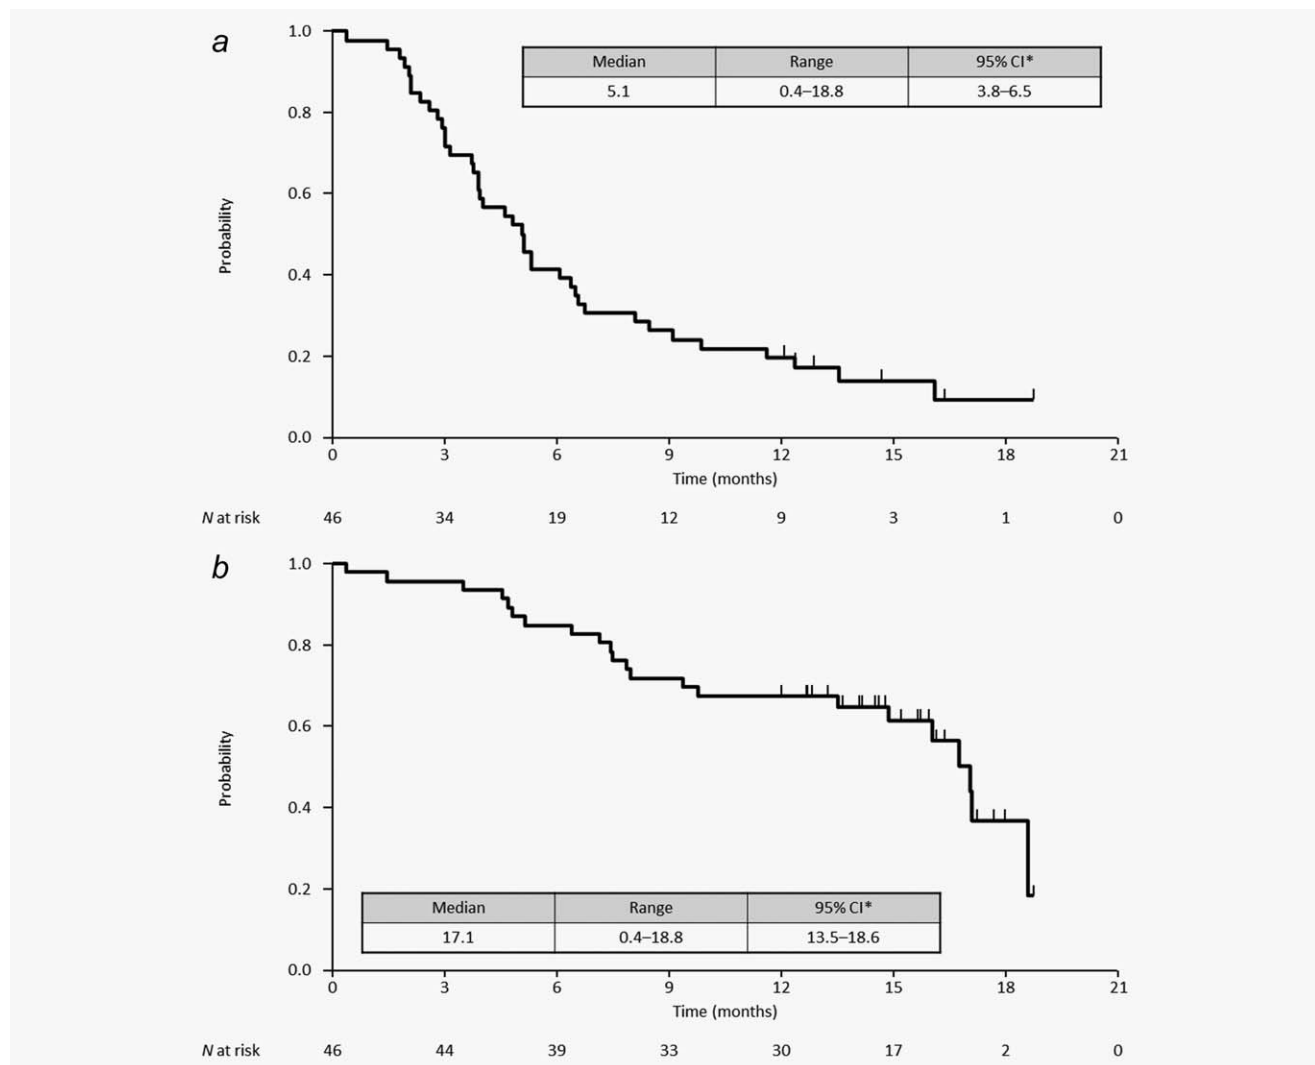 a
1.0
Median Range 95% CI*
5.1 0.4–18.8 3.8–6.5
0.8
0.6
Probability
0.4
0.2
0.0
0 3 6 9 12 15 18 21
Time (months)
N at risk 46 34 19 12 9 3 1 0
b
1.0
0.8
0.6
Probability
0.4
0.2
Median Range 95% CI*
17.1 0.4–18.8 13.5–18.6
0.0
0 3 6 9 12 15 18 21
Time (months)
N at risk 46 44 39 33 30 17 2 0